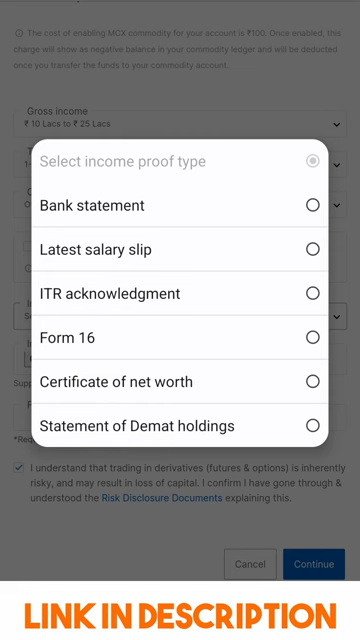 The cost of enabling MCX commodity for your account is ₹100. Once enabled, this
charge will show as negative balance in your commodity ledger and will be deducted
once you transfer the funds to your commodity account.
Gross income
₹ 10 Lacs to ₹ 25 Lacs
Select income proof type
Bank statement
Latest salary slip
ITR acknowledgment
Form 16
Certificate of net worth
Statement of Demat holdings
I understand that trading in derivatives (futures & options) is inherently
risky, and may result in loss of capital. I confirm I have gone through &
understood the Risk Disclosure Documents explaining this.
Cancel
Continue
LINK IN DESCRIPTION